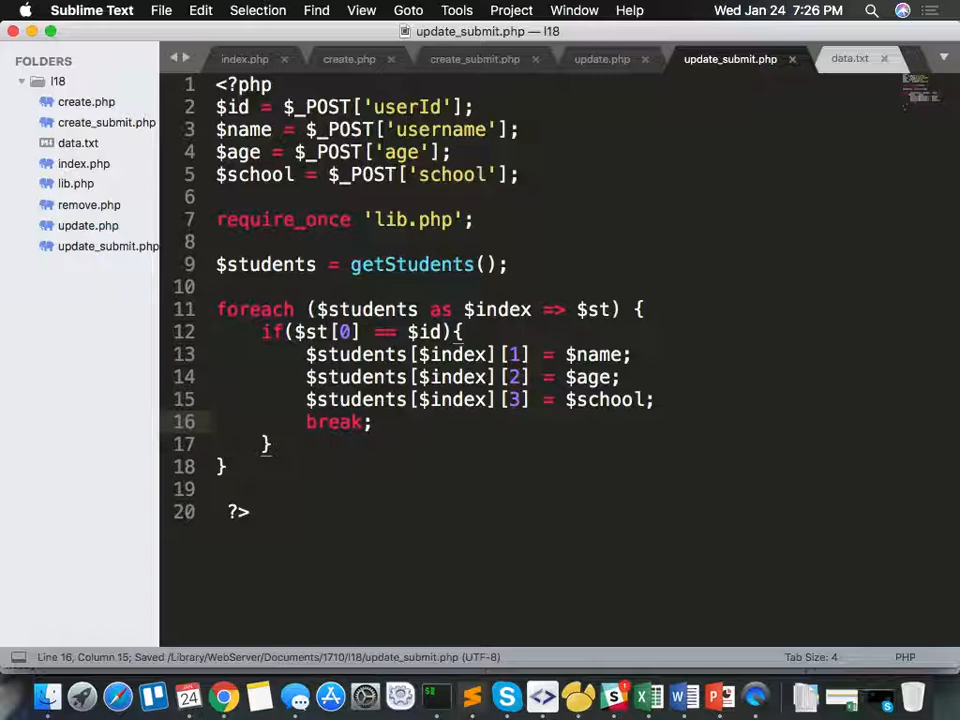 Sublime Text File Edit Selection Find View Goto Tools Project Window Help Wed Jan 24 7:26 PM
update_submit.php — l18
FOLDERS
l18
create.php
create_submit.php
data.txt
index.php
lib.php
remove.php
update.php
update_submit.php
index.php create.php create_submit.php update.php update_submit.php data.txt
1 <?php
2 $id = $_POST['userId'];
3 $name = $_POST['username'];
4 $age = $_POST['age'];
5 $school = $_POST['school'];
6
7 require_once 'lib.php';
8
9 $students = getStudents();
10
11 foreach ($students as $index => $st) {
12 if($st[0] == $id){
13 $students[$index][1] = $name;
14 $students[$index][2] = $age;
15 $students[$index][3] = $school;
16 break;
17 }
18 }
19
20 ?>
Line 16, Column 15; Saved /Library/WebServer/Documents/1710/l18/update_submit.php (UTF-8) Tab Size: 4 PHP